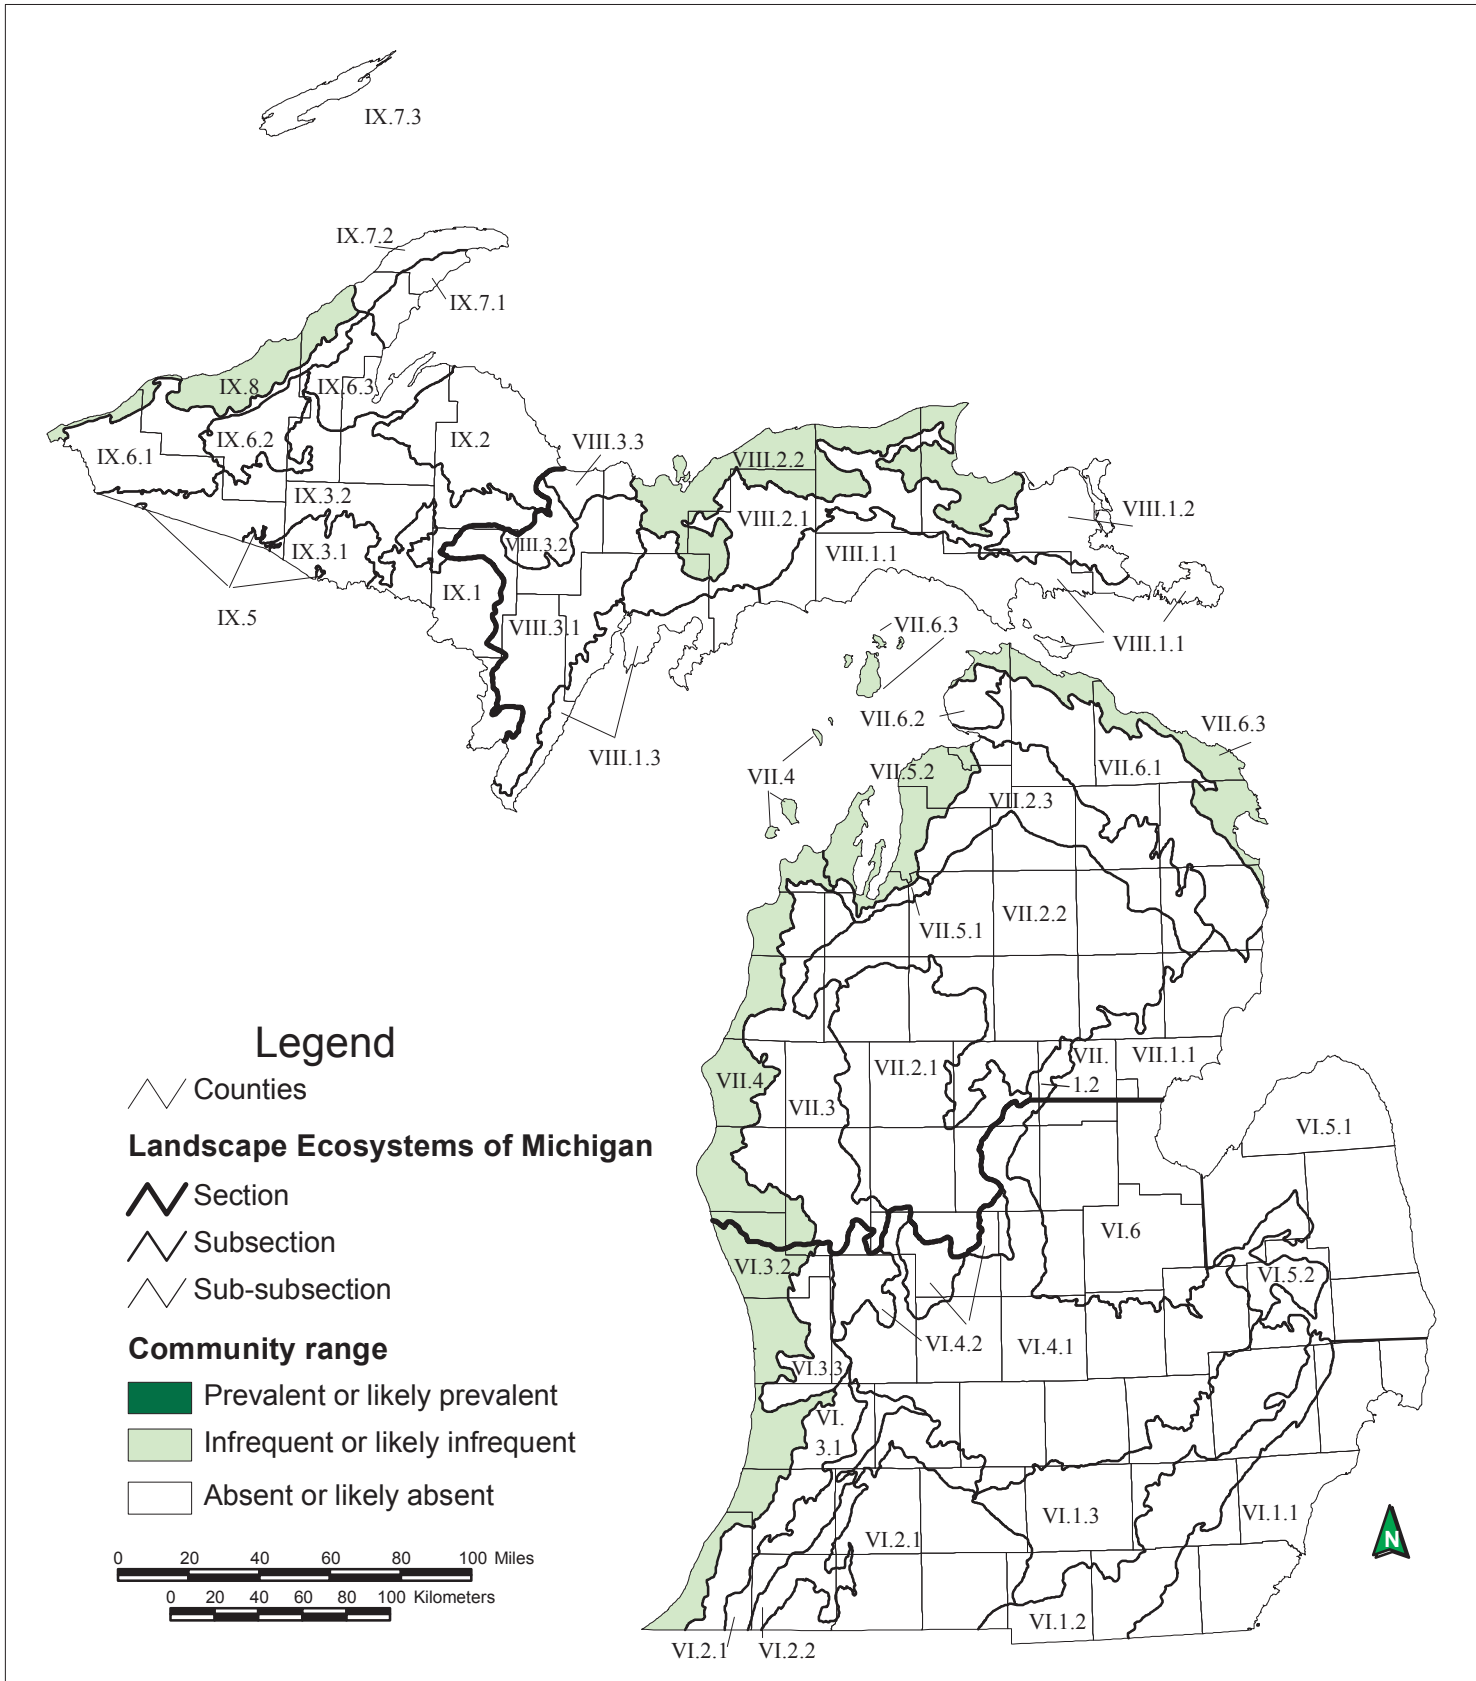 IX.7.3
IX.7.2
IX.7.1
IX.8
IX.6.3
IX.6.2
IX.2
IX.6.1
VIII.3.3
VIII.2.2
IX.3.2
VIII.2.1
VIII.1.2
IX.3.1
VIII.3.2
VIII.1.1
IX.1
IX.5
VIII.3.1
VII.6.3
VIII.1.1
VII.6.2
VII.6.3
VIII.1.3
VII.4
VII.5.2
VII.6.1
VII.2.3
VII.5.1
VII.2.2
Legend
Counties
Landscape Ecosystems of Michigan
Section
Subsection
Sub-subsection
Community range
Prevalent or likely prevalent
Infrequent or likely infrequent
Absent or likely absent
0 20 40 60 80 100 Miles
0 20 40 60 80 100 Kilometers
VII.2.1
VII.
1.2
VII.1.1
VII.4
VII.3
VI.5.1
VI.6
VI.3.2
VI.5.2
VI.4.2
VI.4.1
VI.3.3
VI.
3.1
VI.1.3
VI.1.1
VI.2.1
N
VI.1.2
VI.2.1
VI.2.2